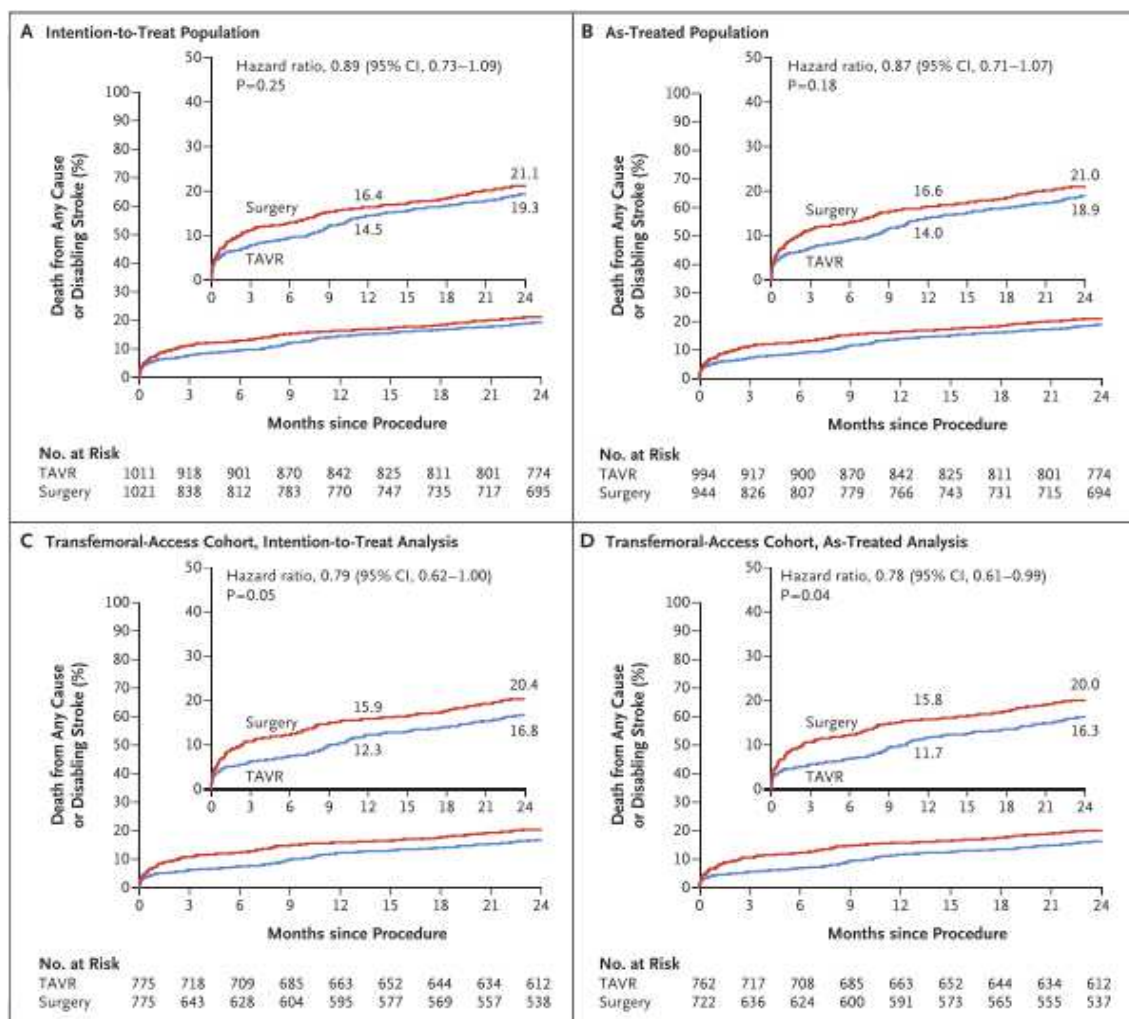 A Intention-to-Treat Population
Hazard ratio, 0.89 (95% CI, 0.73–1.09)
P=0.25
Death from Any Cause
or Disabling Stroke (%)
100
90
80
70
60
50
40
30
20
10
0
50
40
30
20
10
0
Surgery
TAVR
16.4
14.5
21.1
19.3
0 3 6 9 12 15 18 21 24
0 3 6 9 12 15 18 21 24
Months since Procedure
No. at Risk
TAVR 1011 918 901 870 842 825 811 801 774
Surgery 1021 838 812 783 770 747 735 717 695
B As-Treated Population
Hazard ratio, 0.87 (95% CI, 0.71–1.07)
P=0.18
Death from Any Cause
or Disabling Stroke (%)
100
90
80
70
60
50
40
30
20
10
0
50
40
30
20
10
0
Surgery
TAVR
16.6
14.0
21.0
18.9
0 3 6 9 12 15 18 21 24
0 3 6 9 12 15 18 21 24
Months since Procedure
No. at Risk
TAVR 994 917 900 870 842 825 811 801 774
Surgery 944 826 807 779 766 743 731 715 694
C Transfemoral-Access Cohort, Intention-to-Treat Analysis
Hazard ratio, 0.79 (95% CI, 0.62–1.00)
P=0.05
Death from Any Cause
or Disabling Stroke (%)
100
90
80
70
60
50
40
30
20
10
0
50
40
30
20
10
0
Surgery
TAVR
15.9
12.3
20.4
16.8
0 3 6 9 12 15 18 21 24
0 3 6 9 12 15 18 21 24
Months since Procedure
No. at Risk
TAVR 775 718 709 685 663 652 644 634 612
Surgery 775 643 628 604 595 577 569 557 538
D Transfemoral-Access Cohort, As-Treated Analysis
Hazard ratio, 0.78 (95% CI, 0.61–0.99)
P=0.04
Death from Any Cause
or Disabling Stroke (%)
100
90
80
70
60
50
40
30
20
10
0
50
40
30
20
10
0
Surgery
TAVR
15.8
11.7
20.0
16.3
0 3 6 9 12 15 18 21 24
0 3 6 9 12 15 18 21 24
Months since Procedure
No. at Risk
TAVR 762 717 708 685 663 652 644 634 612
Surgery 722 636 624 600 591 573 565 555 537